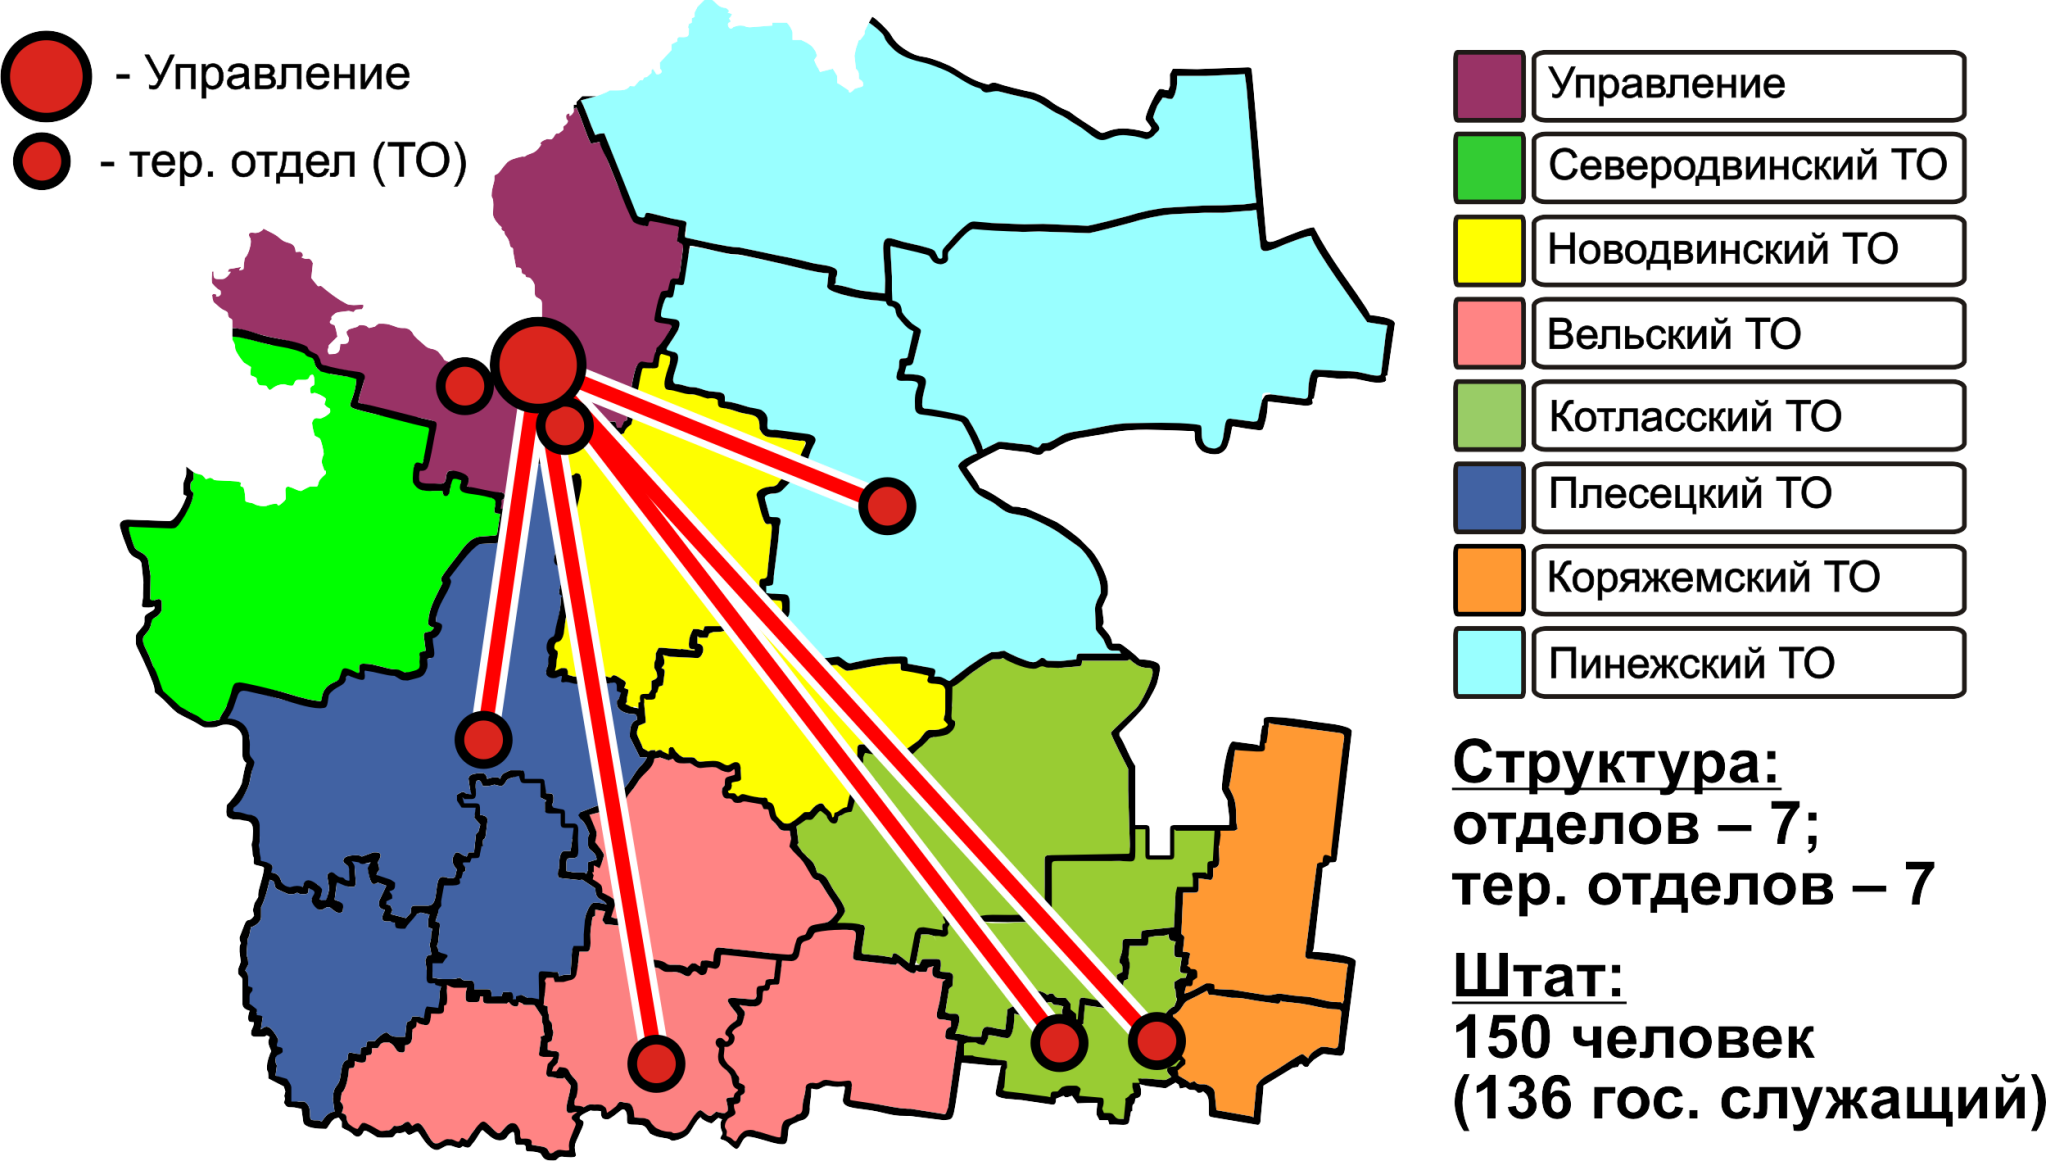 - Управление
- тер. отдел (ТО)
Управление
Северодвинский ТО
Новодвинский ТО
Вельский ТО
Котласский ТО
Плесецкий ТО
Коряжемский ТО
Пинежский ТО
Структура:
отделов – 7;
тер. отделов – 7
Штат:
150 человек
(136 гос. служащий)